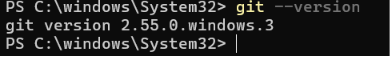 PS C:\windows\System32> git --version
git version 2.55.0.windows.3
PS C:\windows\System32>